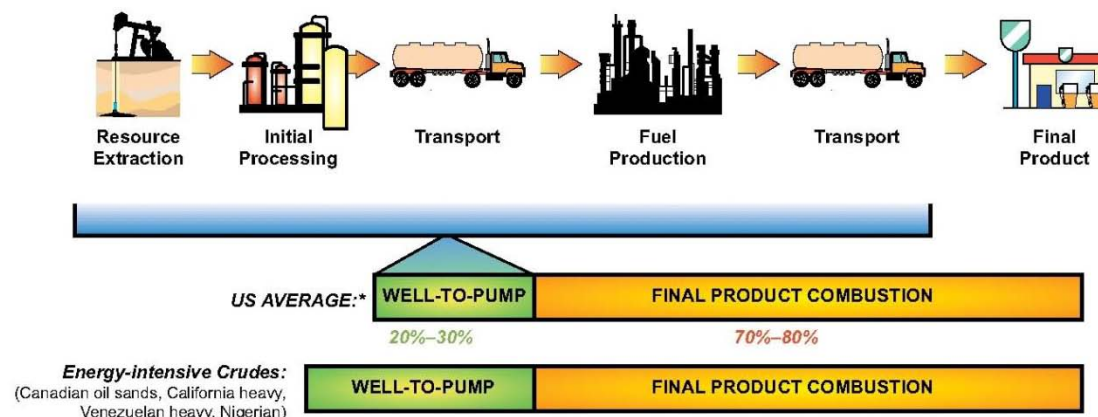 Resource
Extraction
Initial
Processing
Transport
Fuel
Production
Transport
Final
Product
US AVERAGE:*
WELL-TO-PUMP
FINAL PRODUCT COMBUSTION
20%–30%
70%–80%
Energy-intensive Crudes:
(Canadian oil sands, California heavy,
Venezuelan heavy, Nigerian)
WELL-TO-PUMP
FINAL PRODUCT COMBUSTION